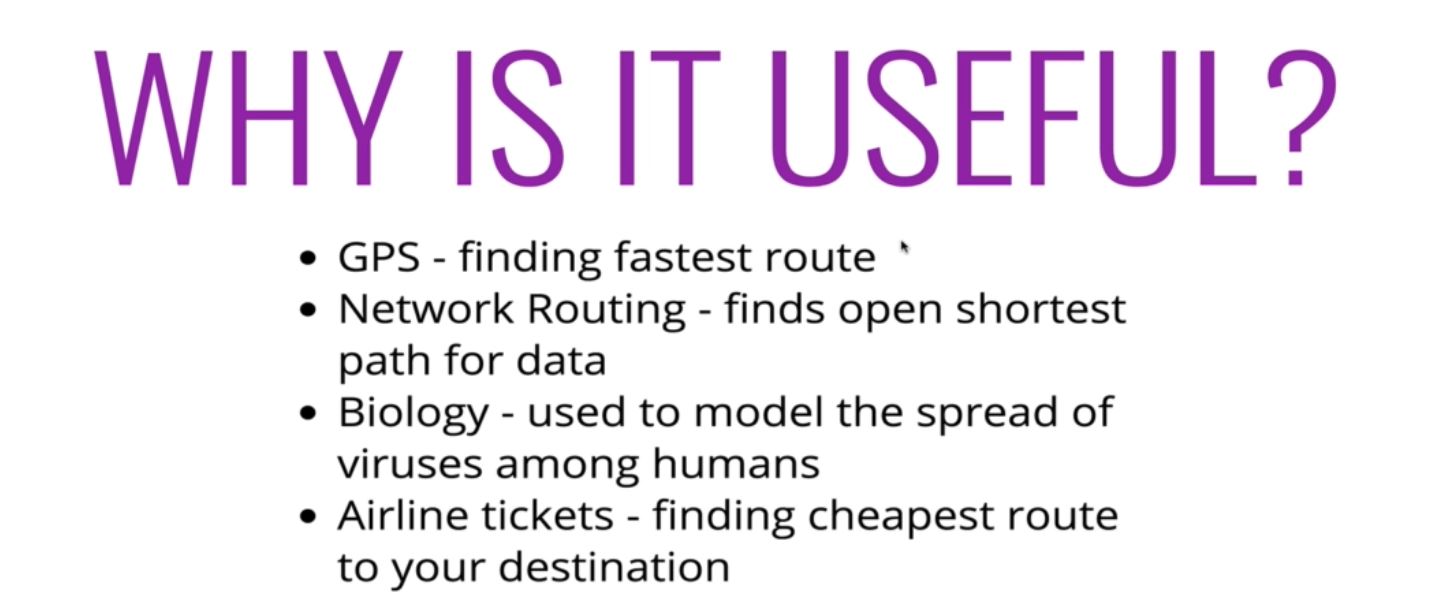 WHY IS IT USEFUL?
• GPS - finding fastest route
• Network Routing - finds open shortest
path for data
• Biology - used to model the spread of
viruses among humans
• Airline tickets - finding cheapest route
to your destination